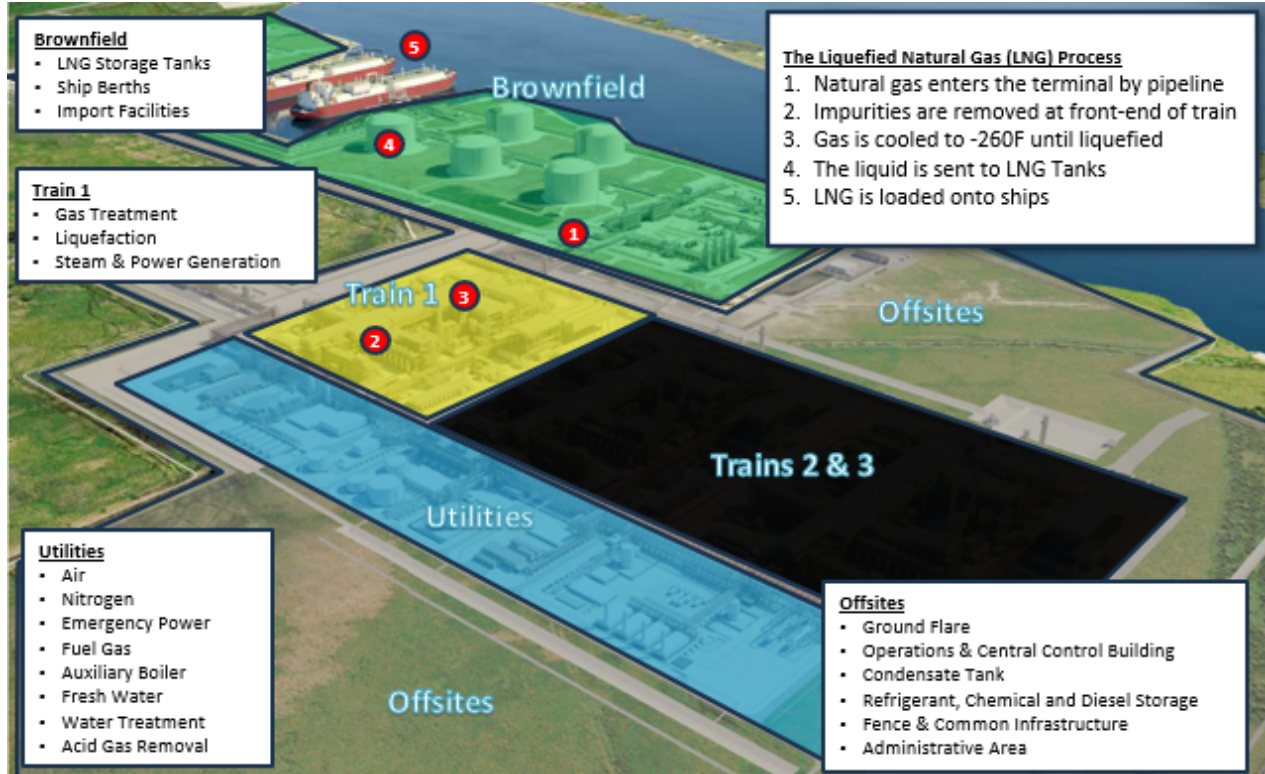 Brownfield
▪ LNG Storage Tanks
▪ Ship Berths
▪ Import Facilities
5
Brownfield
The Liquefied Natural Gas (LNG) Process
1. Natural gas enters the terminal by pipeline
2. Impurities are removed at front-end of train
3. Gas is cooled to -260F until liquefied
4. The liquid is sent to LNG Tanks
5. LNG is loaded onto ships
4
Train 1
▪ Gas Treatment
▪ Liquefaction
▪ Steam & Power Generation
1
Train 1
3
2
Offsites
Trains 2 & 3
Utilities
Utilities
▪ Air
▪ Nitrogen
▪ Emergency Power
▪ Fuel Gas
▪ Auxiliary Boiler
▪ Fresh Water
▪ Water Treatment
▪ Acid Gas Removal
Offsites
Offsites
▪ Ground Flare
▪ Operations & Central Control Building
▪ Condensate Tank
▪ Refrigerant, Chemical and Diesel Storage
▪ Fence & Common Infrastructure
▪ Administrative Area